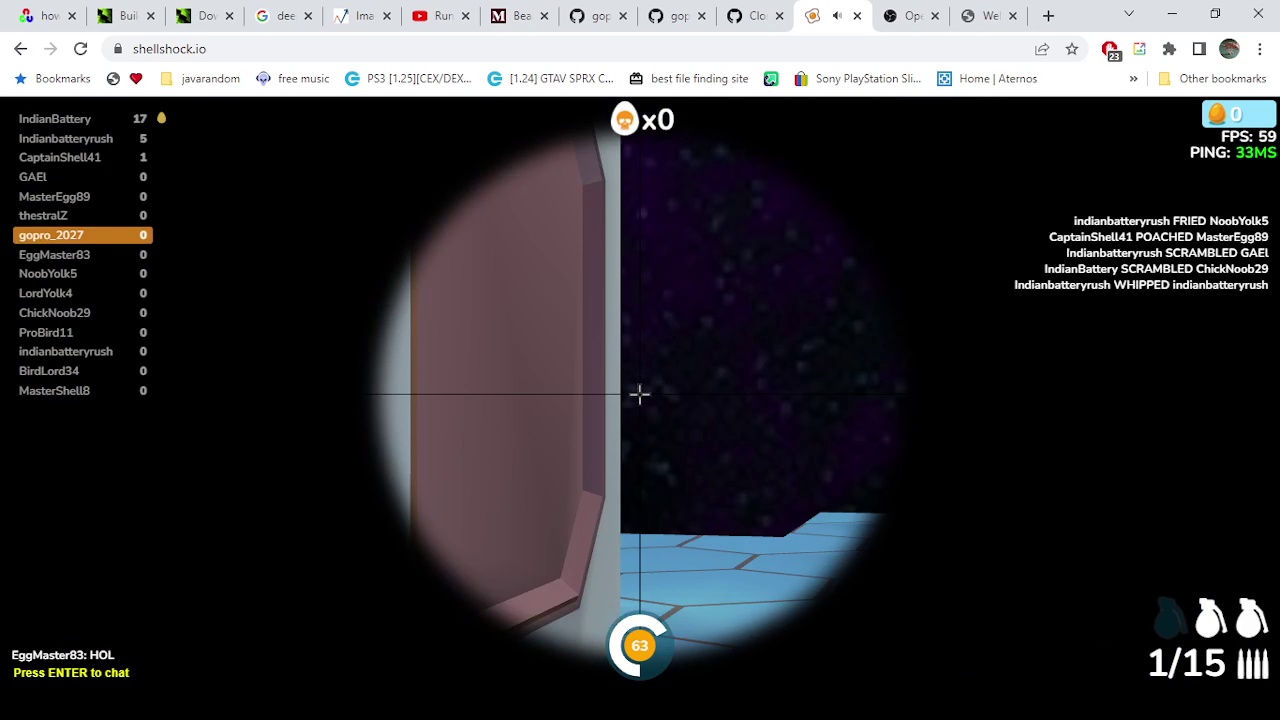 how
Buil
Dov
dee
Ima
Run
Bea
gop
gop
Clo
Ope
Wel
shellshock.io
23
Bookmarks
javarandom
free music
PS3 [1.25][CEX/DEX...
[1.24] GTAV SPRX C...
best file finding site
Sony PlayStation Sli...
Home | Aternos
»
Other bookmarks
IndianBattery 17
Indianbatteryrush 5
CaptainShell41 1
GAEl 0
MasterEgg89 0
thestralZ 0
gopro_2027 0
EggMaster83 0
NoobYolk5 0
LordYolk4 0
ChickNoob29 0
ProBird11 0
indianbatteryrush 0
BirdLord34 0
MasterShell8 0
x0
0
FPS: 59
PING: 33MS
indianbatteryrush FRIED NoobYolk5
CaptainShell41 POACHED MasterEgg89
Indianbatteryrush SCRAMBLED GAEl
IndianBattery SCRAMBLED ChickNoob29
Indianbatteryrush WHIPPED indianbatteryrush
63
1/15
EggMaster83: HOL
Press ENTER to chat